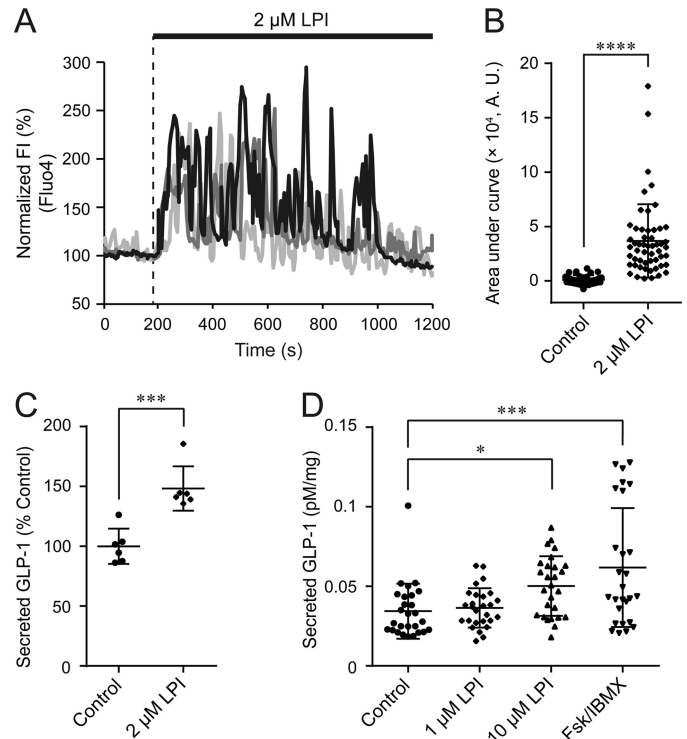 A
2 µM LPI
Normalized FI (%)
(Fluo4)
300
250
200
150
100
50
0
200
400
600
800
1000
1200
Time (s)
B
****
Area under curve (× 10⁴, A. U.)
20
15
10
5
0
Control
2 µM LPI
C
***
Secreted GLP-1 (% Control)
200
150
100
50
0
Control
2 µM LPI
D
***
*
Secreted GLP-1 (pM/mg)
0.15
0.1
0.05
0
Control
1 µM LPI
10 µM LPI
Fsk/IBMX